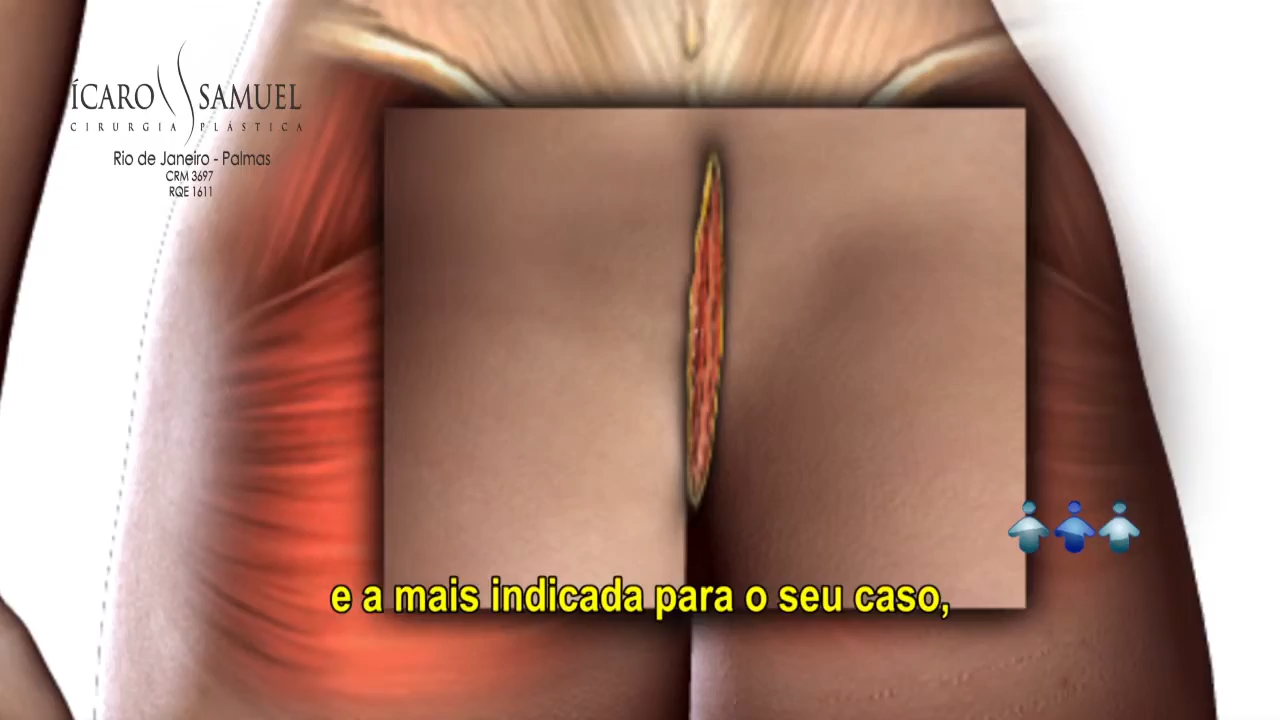 ÍCARO SAMUEL
CIRURGIA PLÁSTICA
Rio de Janeiro - Palmas
CRM 3697
RQE 1611
e a mais indicada para o seu caso,